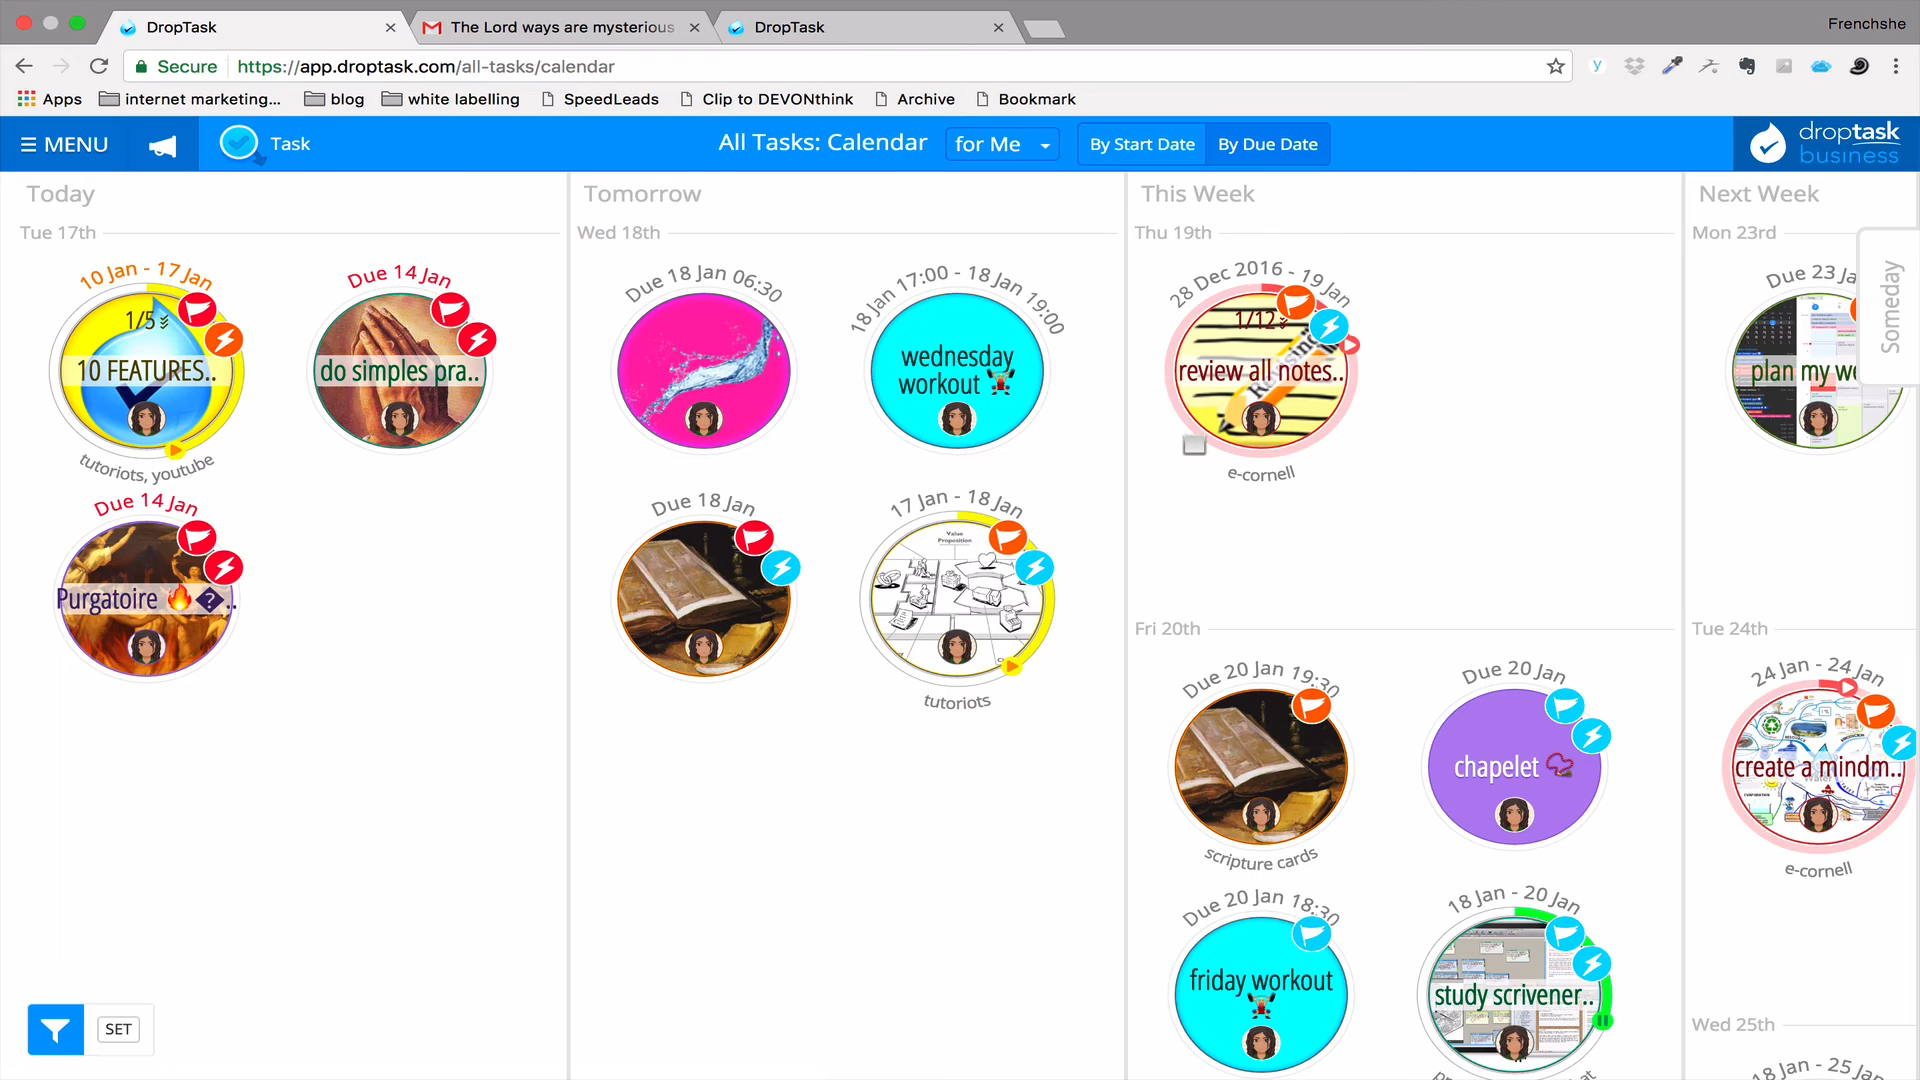 DropTask
The Lord ways are mysterious
DropTask
Frenchshe
Secure
https://app.droptask.com/all-tasks/calendar
Apps
internet marketing...
blog
white labelling
SpeedLeads
Clip to DEVONthink
Archive
Bookmark
MENU
Task
All Tasks: Calendar
for Me
By Start Date
By Due Date
droptask
business
Today
Tomorrow
This Week
Next Week
Tue 17th
Wed 18th
Thu 19th
Mon 23rd
Someday
10 Jan - 17 Jan
1/5
10 FEATURES..
tutoriots, youtube
Due 14 Jan
do simples pra..
Due 14 Jan
Purgatoire 🔥�..
Due 18 Jan 06:30
18 Jan 17:00 - 18 Jan 19:00
wednesday
workout
Due 18 Jan
17 Jan - 18 Jan
Value
Proposition
tutoriots
28 Dec 2016 - 19 Jan
1/12
review all notes..
e-cornell
Due 23 Ja
plan my we
Fri 20th
Due 20 Jan 19:30
scripture cards
Due 20 Jan
chapelet 📿
Due 20 Jan 18:30
friday workout
18 Jan - 20 Jan
study scrivener..
Tue 24th
24 Jan - 24 Jan
create a mindm..
e-cornell
Wed 25th
18 Jan - 25 Jan
SET